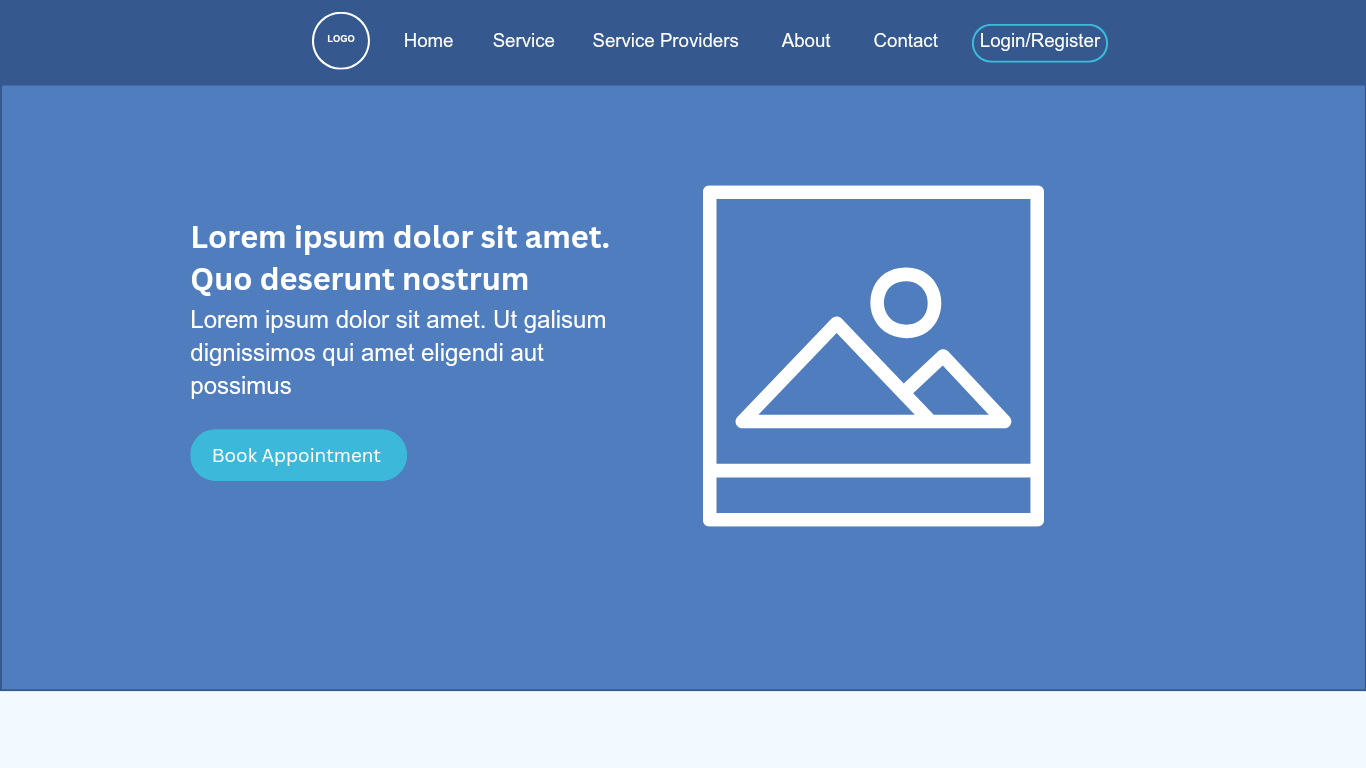 LOGO
Home
Service
Service Providers
About
Contact
Login/Register
Lorem ipsum dolor sit amet.
Quo deserunt nostrum
Lorem ipsum dolor sit amet. Ut galisum
dignissimos qui amet eligendi aut
possimus
Book Appointment